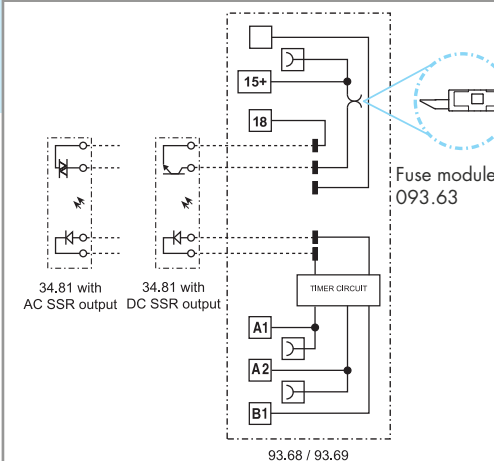 15+
18
Fuse module
093.63
34.81 with
AC SSR output
34.81 with
DC SSR output
TIMER CIRCUIT
A1
A2
B1
93.68 / 93.69